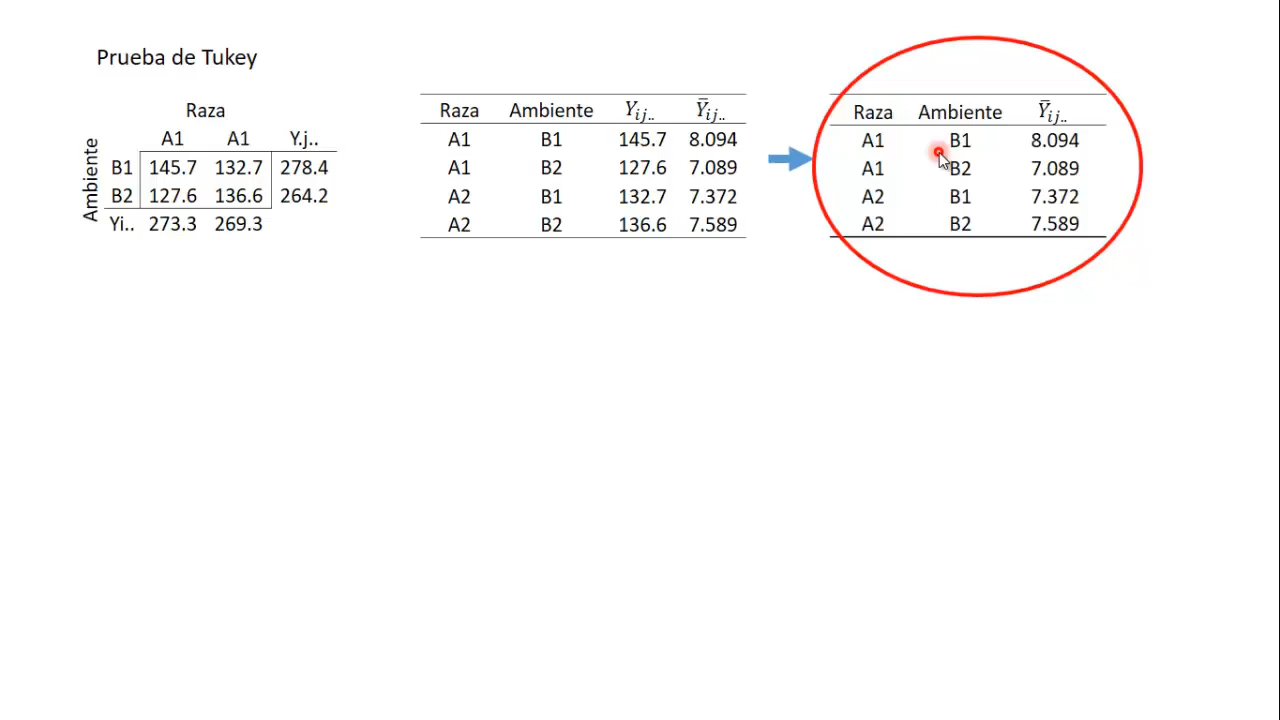 Prueba de Tukey
Raza
A1 A1 Y.j..
Ambiente
B1 145.7 132.7 278.4
B2 127.6 136.6 264.2
Yi.. 273.3 269.3
Raza Ambiente Yij.. Ȳij..
A1 B1 145.7 8.094
A1 B2 127.6 7.089
A2 B1 132.7 7.372
A2 B2 136.6 7.589
Raza Ambiente Ȳij..
A1 B1 8.094
A1 B2 7.089
A2 B1 7.372
A2 B2 7.589